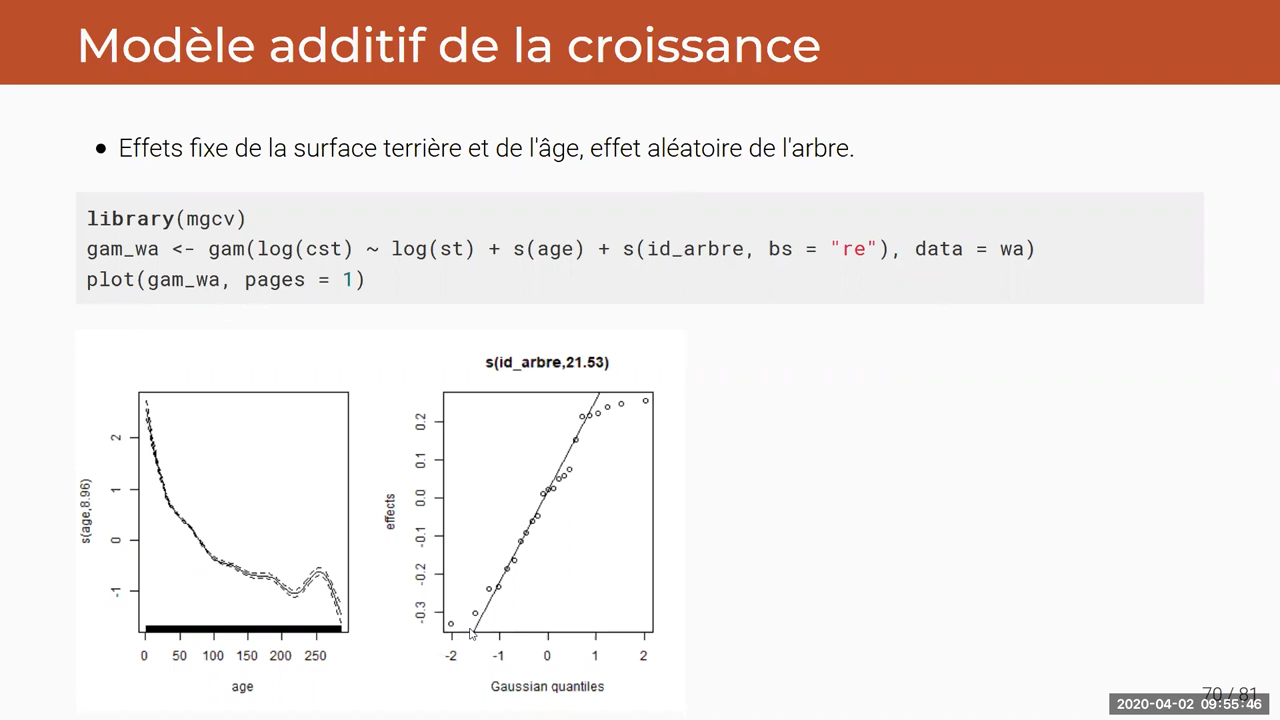 Modèle additif de la croissance
Effets fixe de la surface terrière et de l'âge, effet aléatoire de l'arbre.
library(mgcv)
gam_wa <- gam(log(cst) ~ log(st) + s(age) + s(id_arbre, bs = "re"), data = wa)
plot(gam_wa, pages = 1)
s(id_arbre,21.53)
s(age,8.96)
2
1
0
-1
0 50 100 150 200 250
age
effects
0.2
0.1
0.0
-0.1
-0.2
-0.3
-2 -1 0 1 2
Gaussian quantiles
70 / 81
2020-04-02 09:55:46